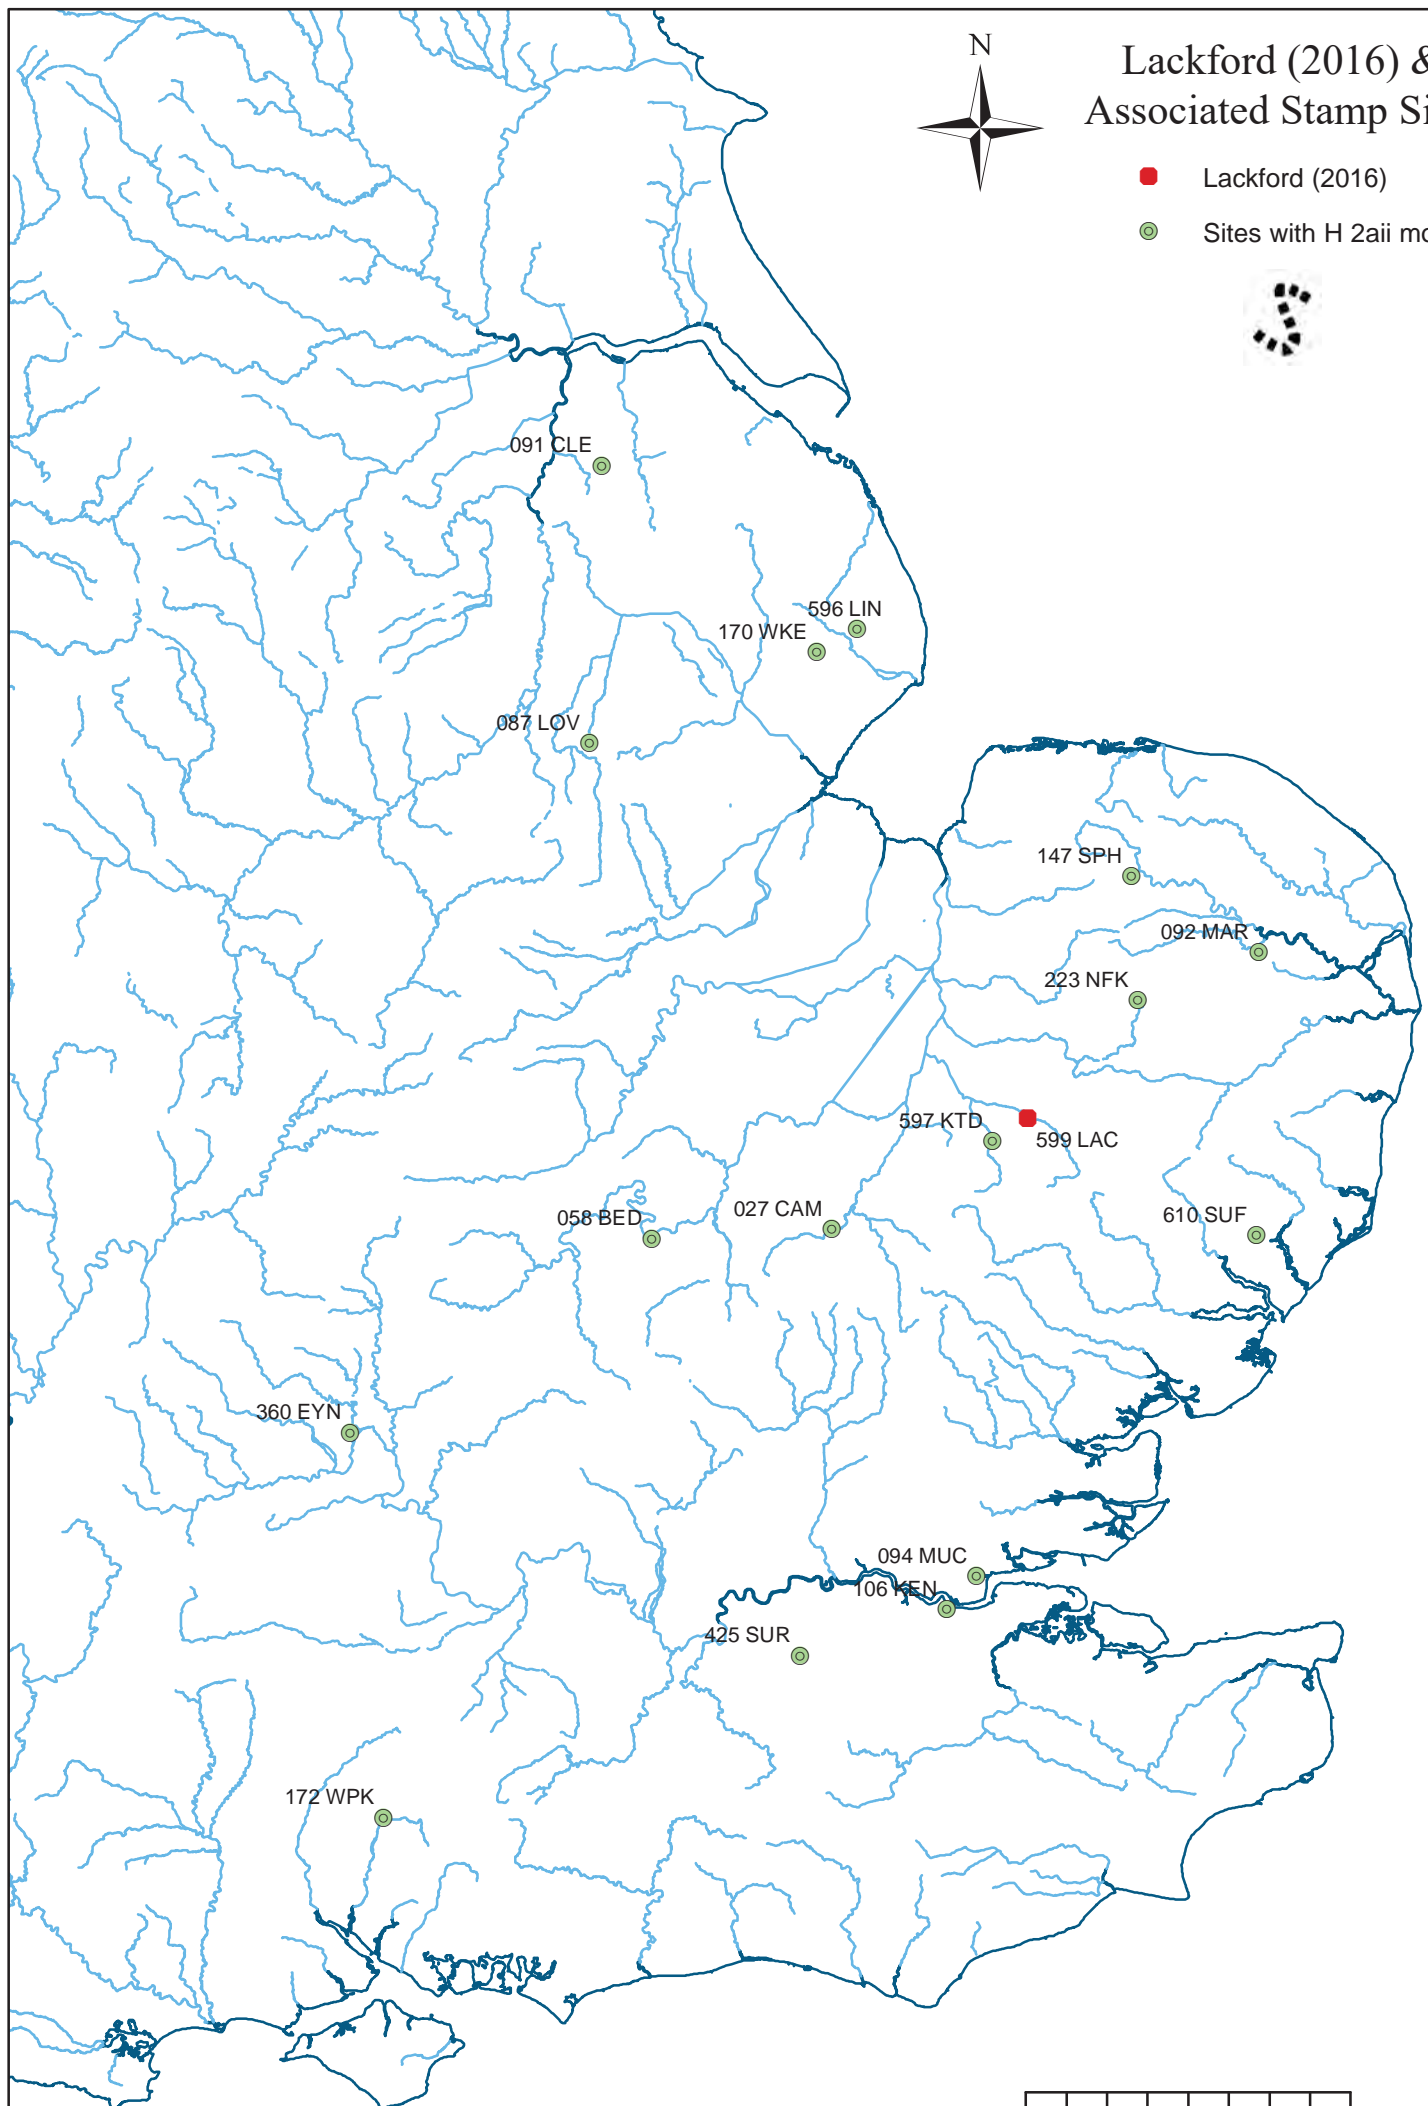 N
Lackford (2016) &
Associated Stamp Si
Lackford (2016)
Sites with H 2aii mo
091 CLE
596 LIN
170 WKE
087 LOV
147 SPH
092 MAR
223 NFK
597 KTD
599 LAC
027 CAM
058 BED
610 SUF
360 EYN
094 MUC
106 KEN
425 SUR
172 WPK